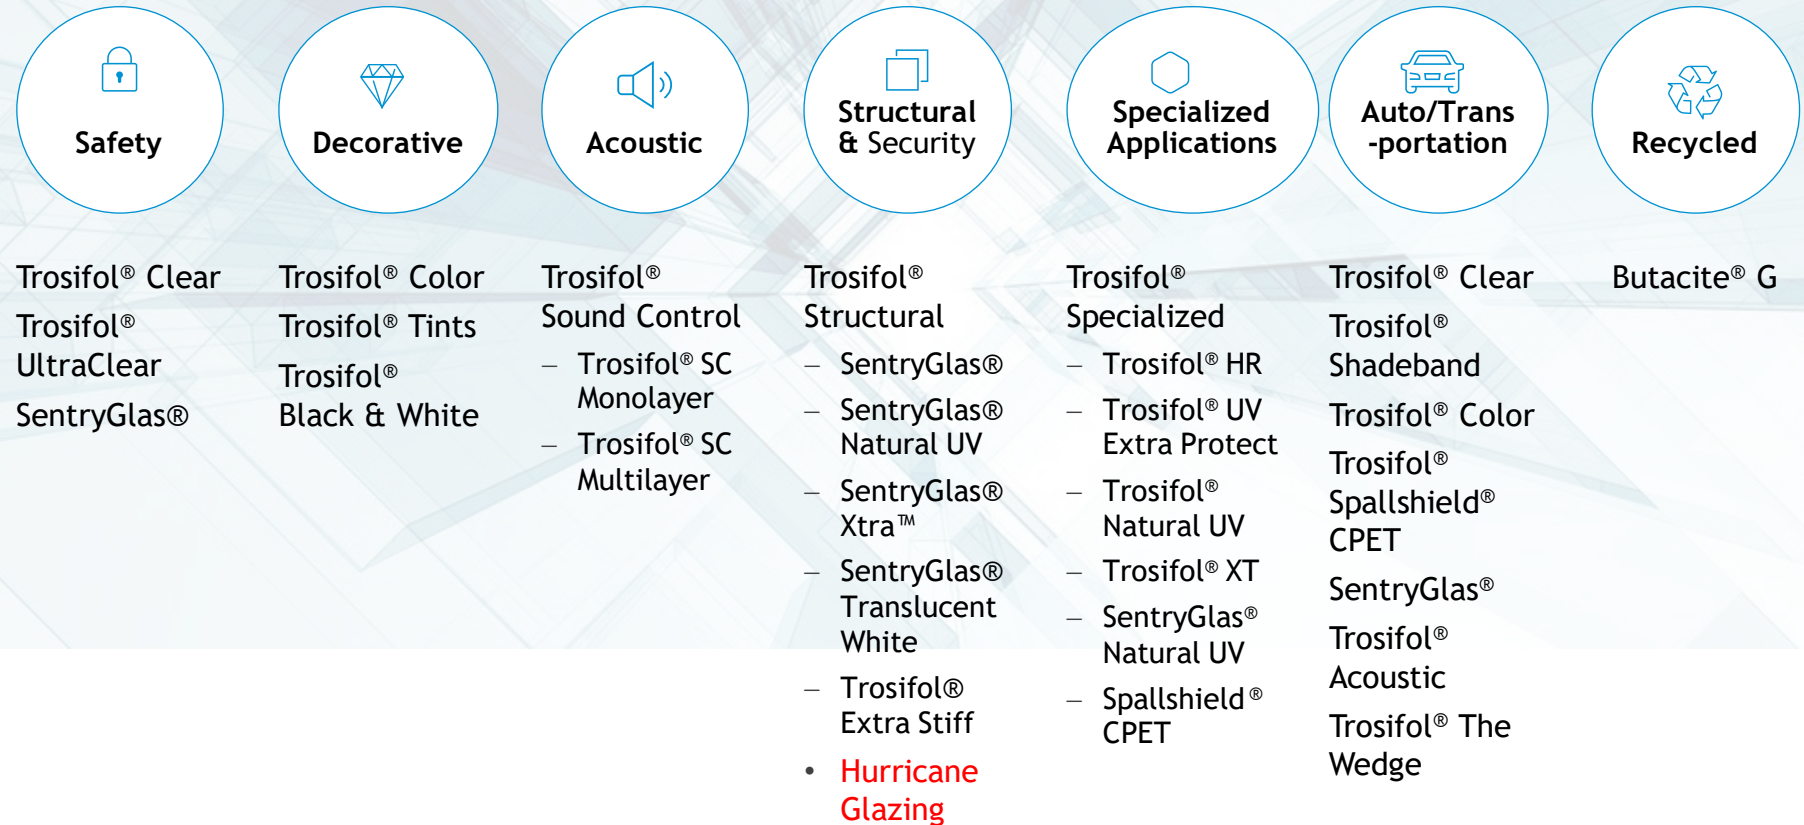 Safety
Decorative
Acoustic
Structural
& Security
Specialized
Applications
Auto/Trans
-portation
Recycled
Trosifol® Clear
Trosifol®
UltraClear
SentryGlas®
Trosifol® Color
Trosifol® Tints
Trosifol®
Black & White
Trosifol®
Sound Control
– Trosifol® SC
Monolayer
– Trosifol® SC
Multilayer
Trosifol®
Structural
– SentryGlas®
– SentryGlas®
Natural UV
– SentryGlas®
Xtra™
– SentryGlas®
Translucent
White
– Trosifol®
Extra Stiff
• Hurricane
Glazing
Trosifol®
Specialized
– Trosifol® HR
– Trosifol® UV
Extra Protect
– Trosifol®
Natural UV
– Trosifol® XT
– SentryGlas®
Natural UV
– Spallshield®
CPET
Trosifol® Clear
Trosifol®
Shadeband
Trosifol® Color
Trosifol®
Spallshield®
CPET
SentryGlas®
Trosifol®
Acoustic
Trosifol® The
Wedge
Butacite® G